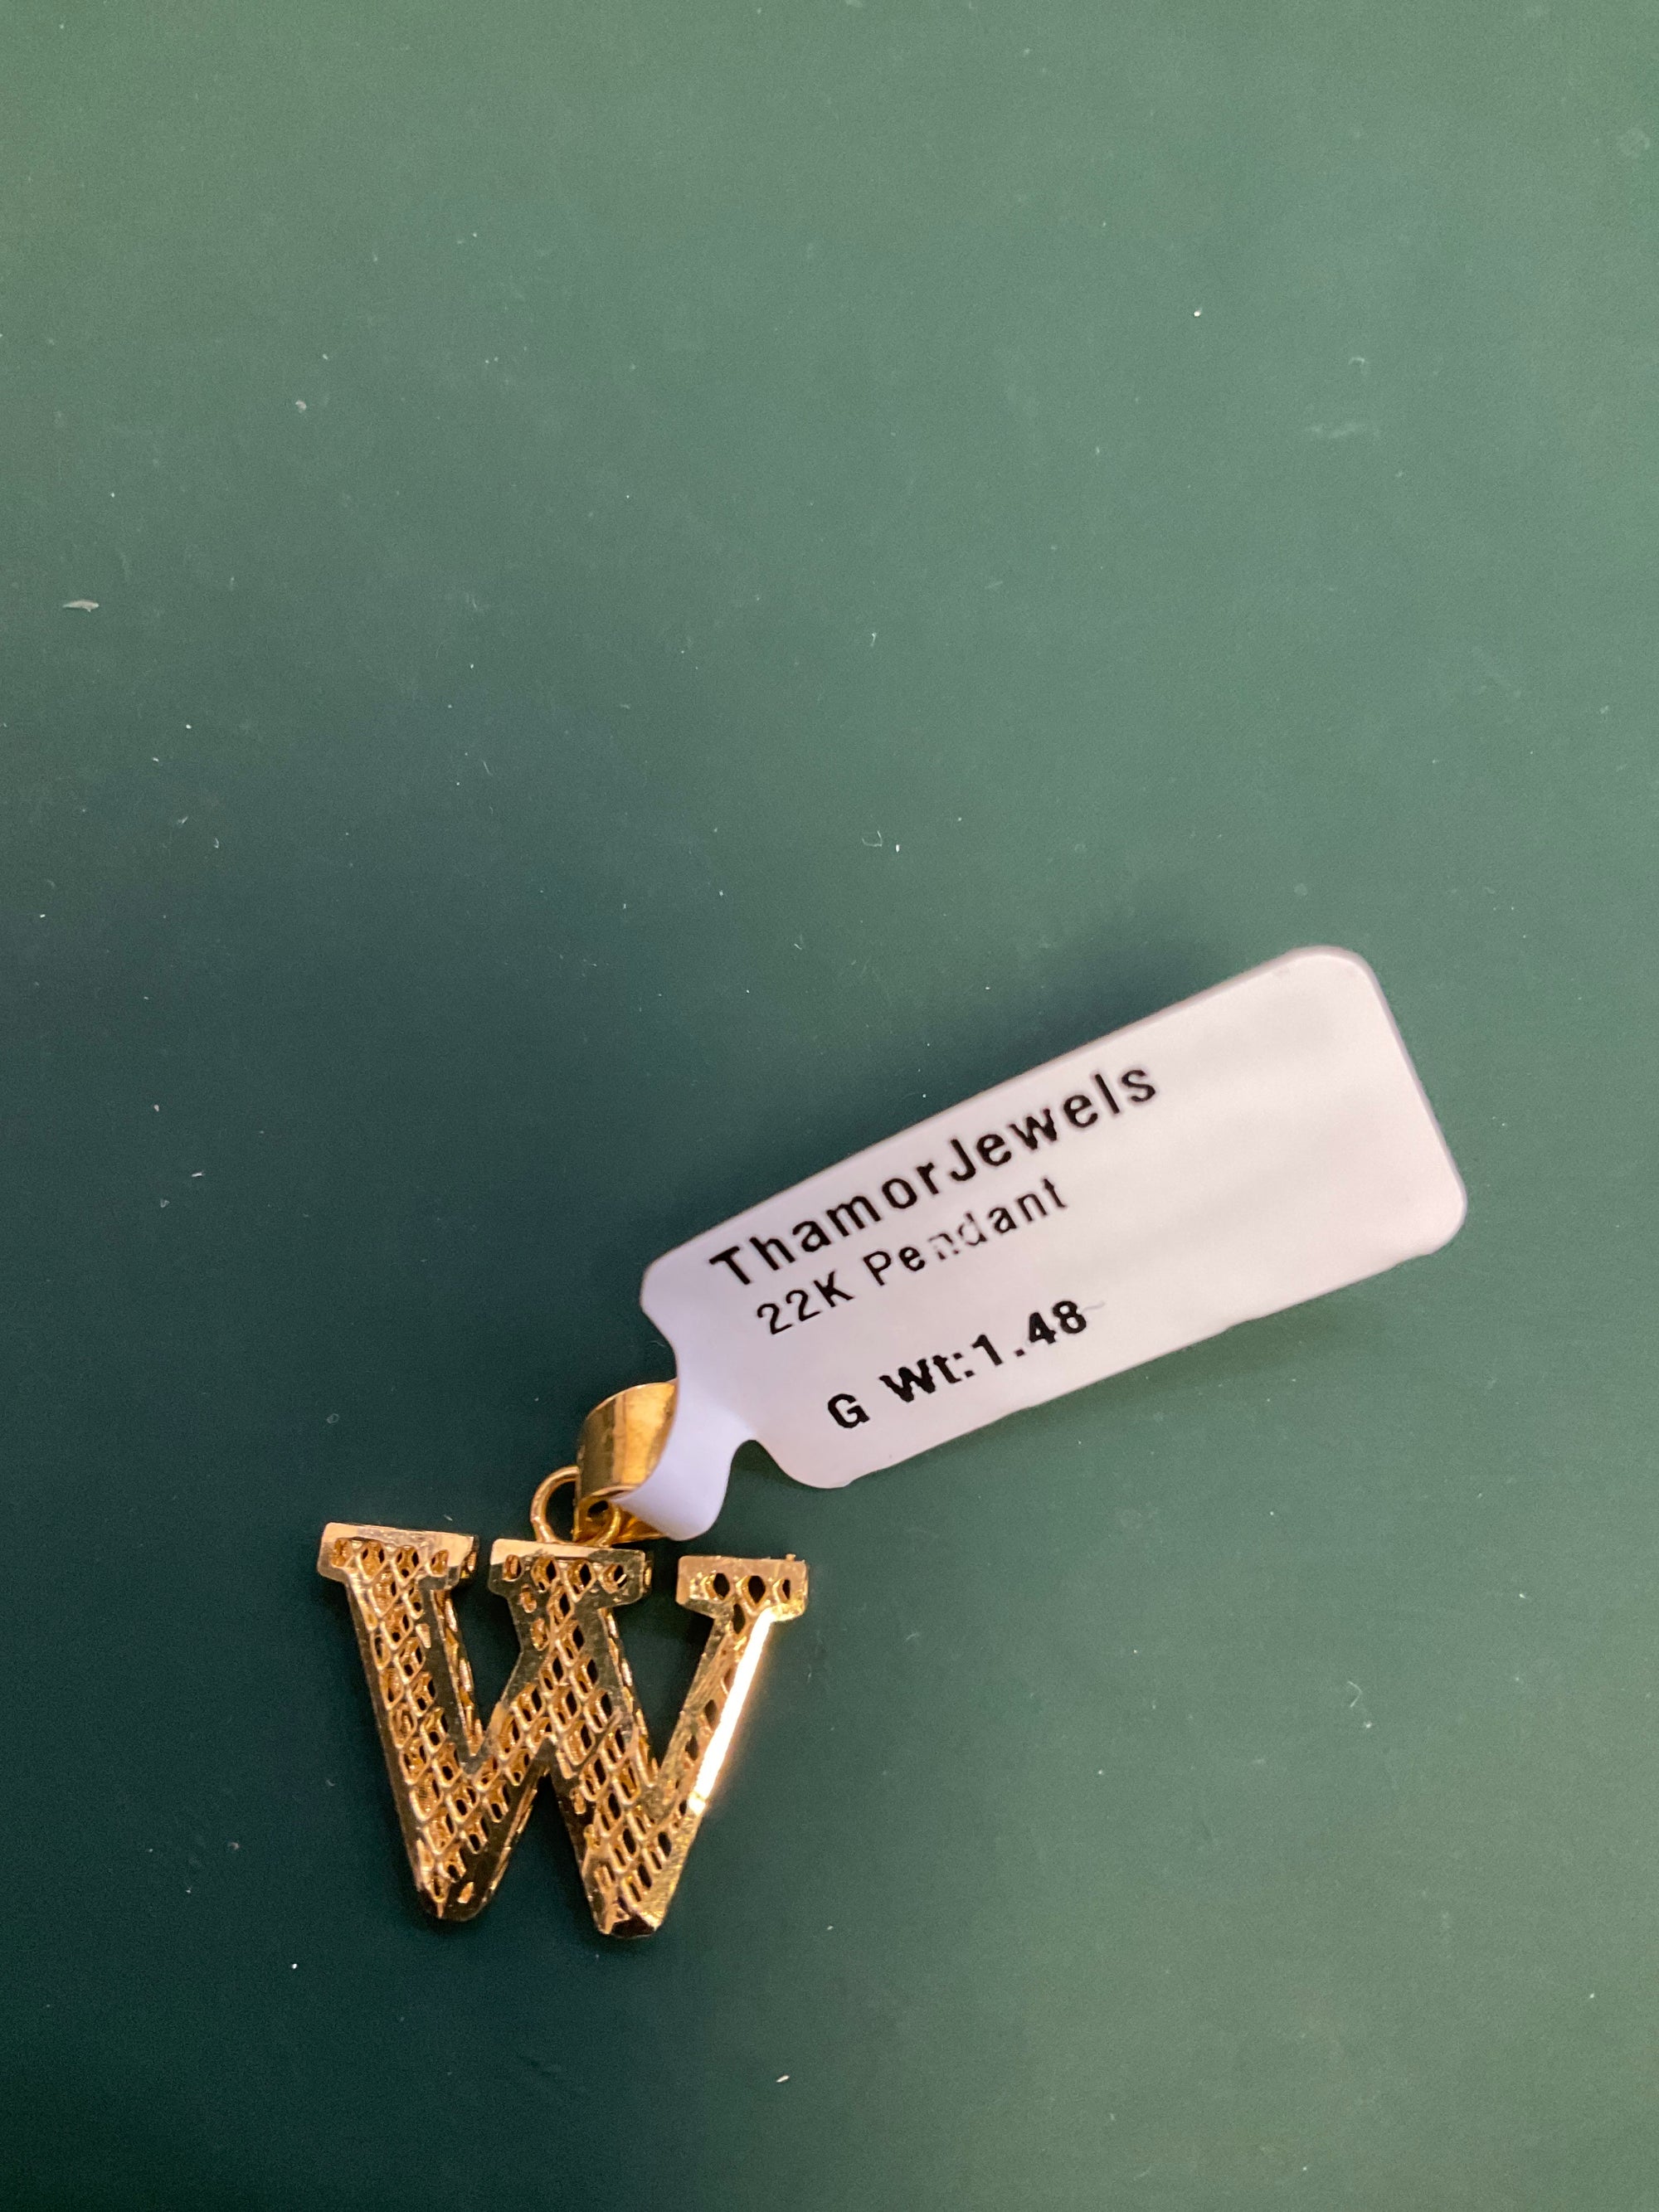 ThamorJewels
22K Pendant
G Wt:1.48
W